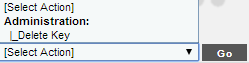 [Select Action]
Administration:
|_Delete Key
[Select Action]
Go